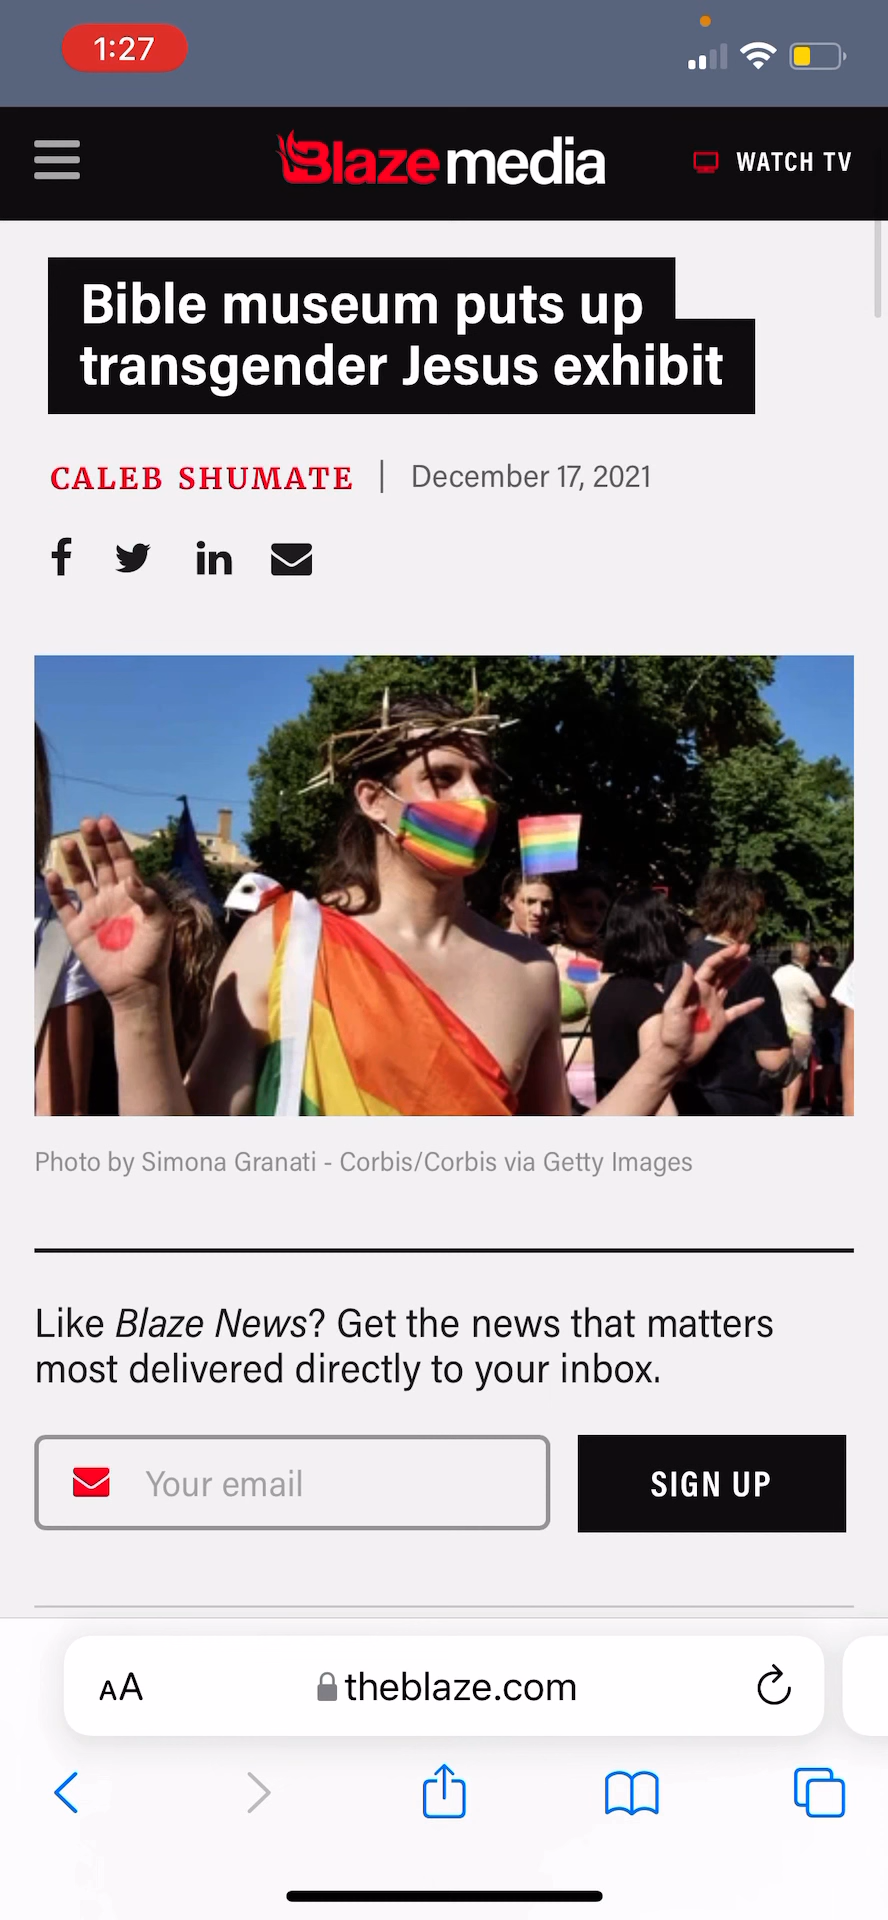 1:27
Blaze media
WATCH TV
Bible museum puts up
transgender Jesus exhibit
CALEB SHUMATE | December 17, 2021
f in
Photo by Simona Granati - Corbis/Corbis via Getty Images
Like Blaze News? Get the news that matters
most delivered directly to your inbox.
Your email
SIGN UP
AA theblaze.com